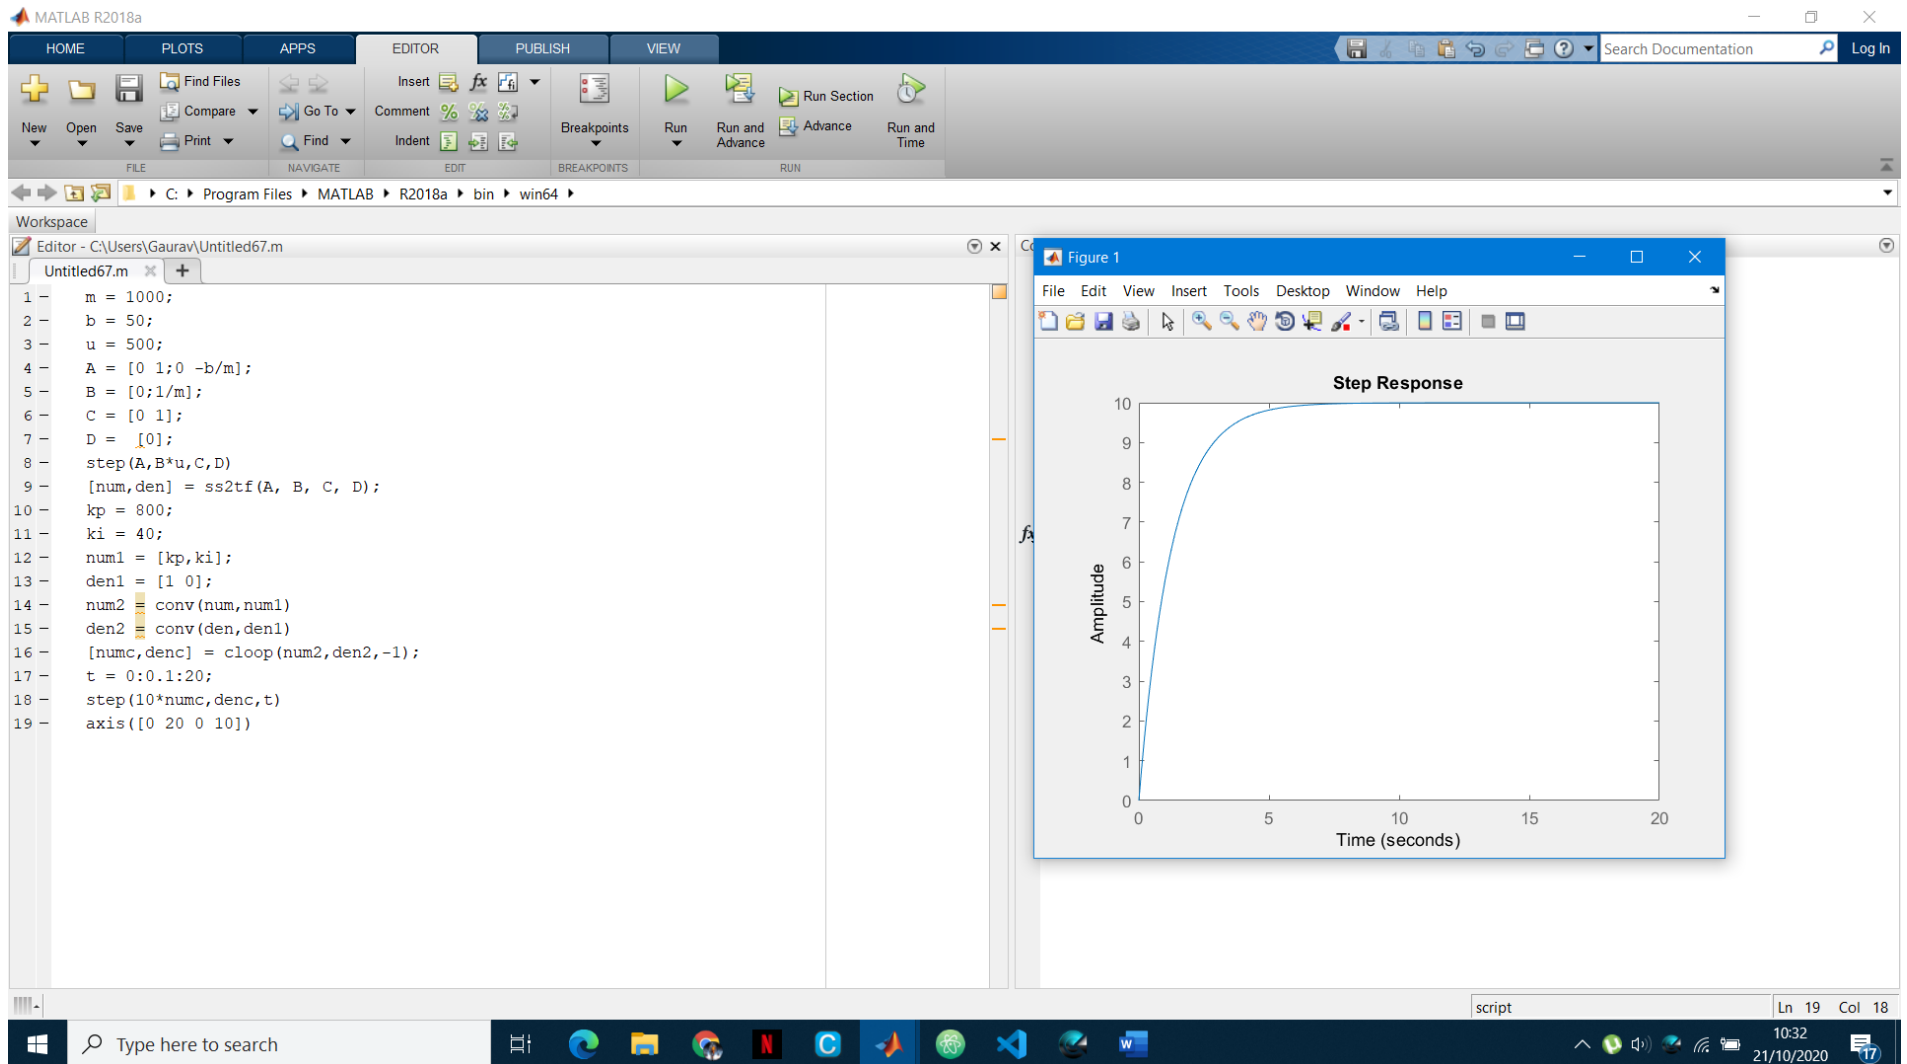 MATLAB R2018a
HOME PLOTS APPS EDITOR PUBLISH VIEW
Search Documentation
Log In
New
Open
Save
Find Files
Compare
Print
FILE
Go To
Find
NAVIGATE
Insert
Comment
Indent
EDIT
Breakpoints
BREAKPOINTS
Run
Run and
Advance
Run Section
Advance
Run and
Time
RUN
C: Program Files MATLAB R2018a bin win64
Workspace
Editor - C:\Users\Gaurav\Untitled67.m
Untitled67.m
1 – m = 1000;
2 – b = 50;
3 – u = 500;
4 – A = [0 1;0 -b/m];
5 – B = [0;1/m];
6 – C = [0 1];
7 – D =  [0];
8 – step(A,B*u,C,D)
9 – [num,den] = ss2tf(A, B, C, D);
10 – kp = 800;
11 – ki = 40;
12 – num1 = [kp,ki];
13 – den1 = [1 0];
14 – num2 = conv(num,num1)
15 – den2 = conv(den,den1)
16 – [numc,denc] = cloop(num2,den2,-1);
17 – t = 0:0.1:20;
18 – step(10*numc,denc,t)
19 – axis([0 20 0 10])
fx
Figure 1
File Edit View Insert Tools Desktop Window Help
Step Response
Amplitude
10
9
8
7
6
5
4
3
2
1
0
0 5 10 15 20
Time (seconds)
script
Ln 19 Col 18
Type here to search
10:32
21/10/2020
17